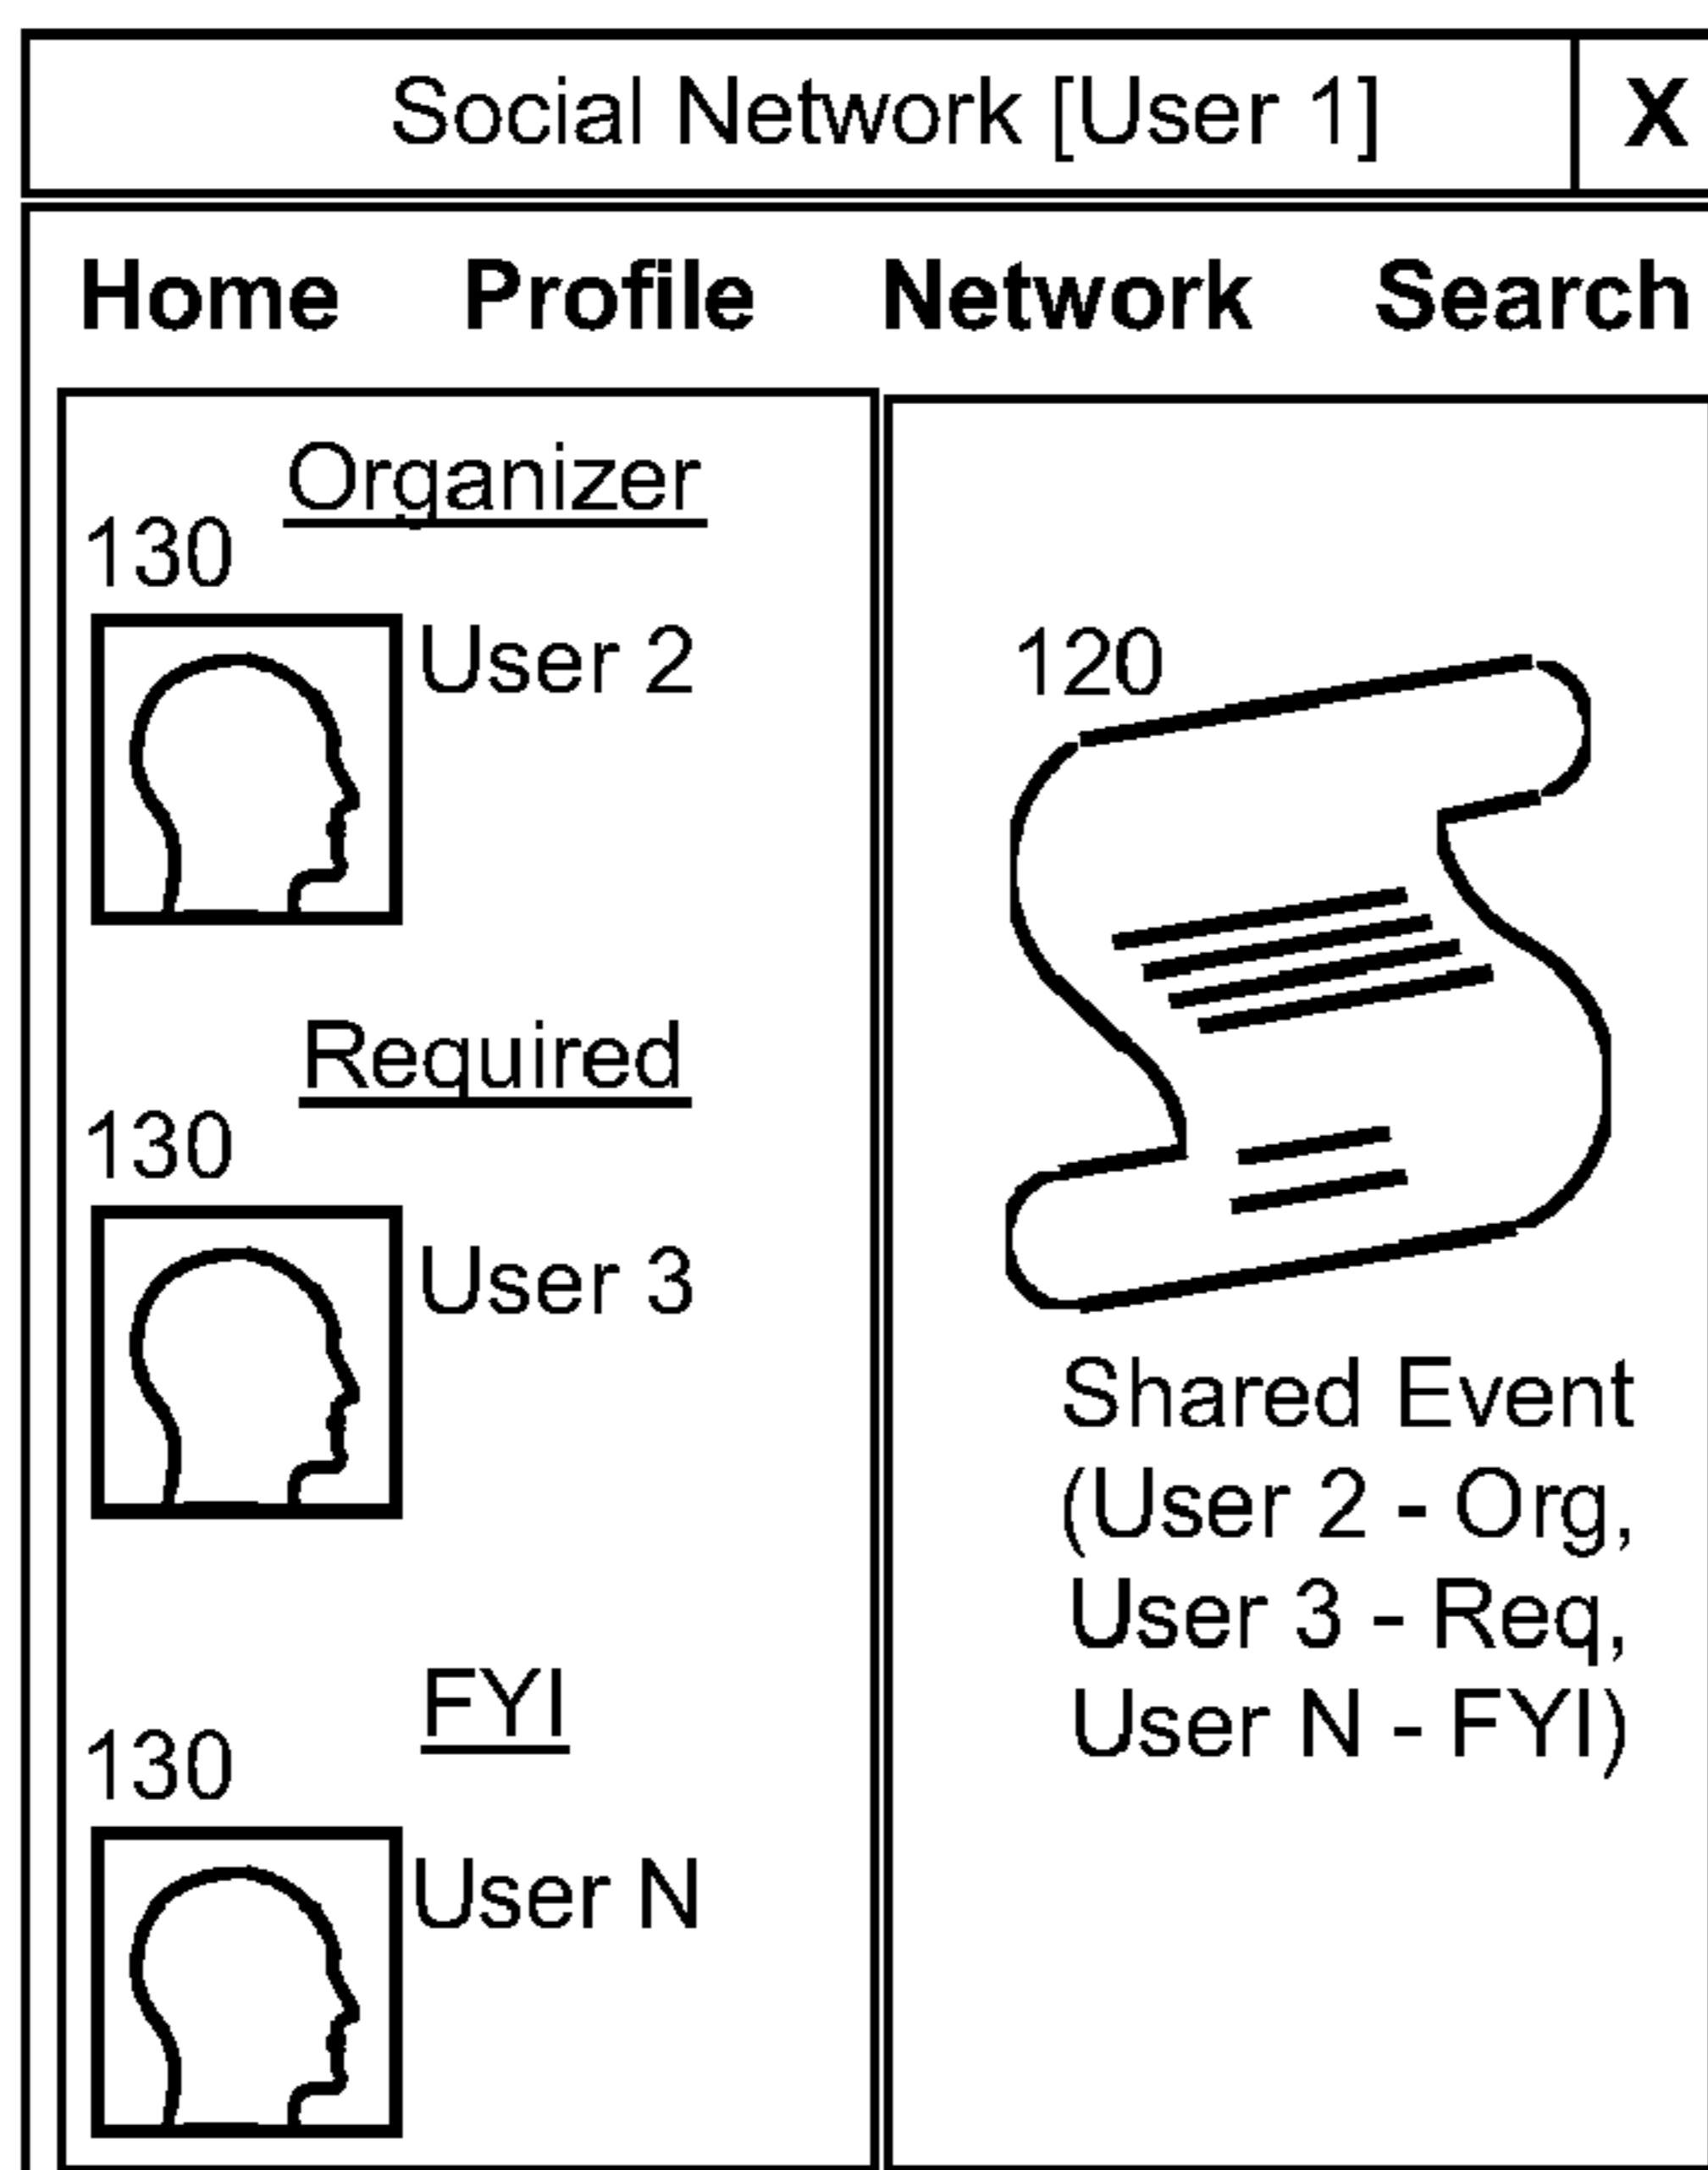 Social Network [User 1] X
Home Profile Network Search
Organizer
130
User 2
Required
130
User 3
FYI
130
User N
120
Shared Event
(User 2 - Org,
User 3 - Req,
User N - FYI)